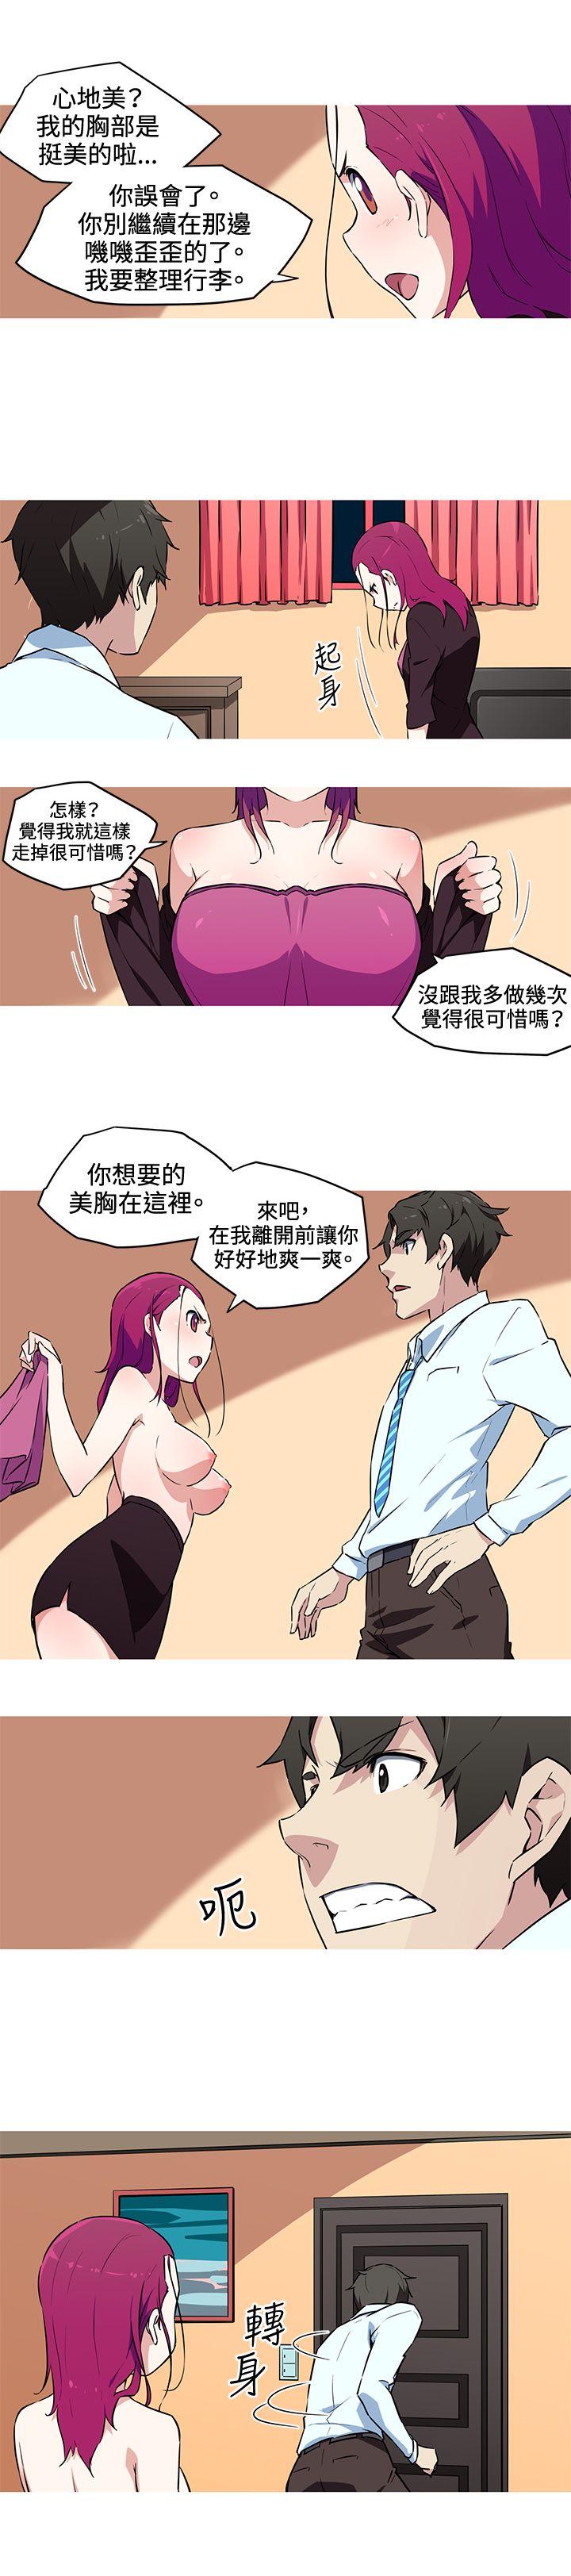 心地美？
我的胸部是
挺美的啦…
你誤會了。
你別繼續在那邊
嘰嘰歪歪的了。
我要整理行李。
起身
怎樣？
覺得我就這樣
走掉很可惜嗎？
沒跟我多做幾次
覺得很可惜嗎？
你想要的
美胸在這裡。
來吧，
在我離開前讓你
好好地爽一爽。
呃
轉身